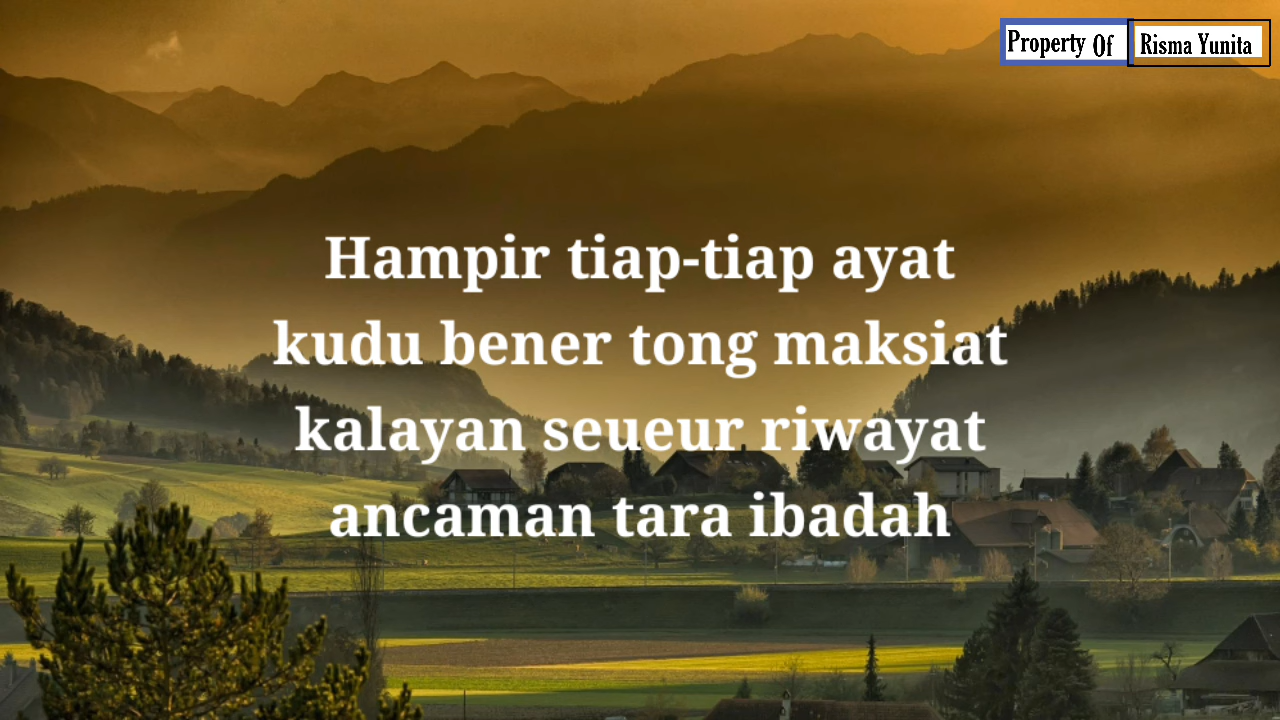 Property Of Risma Yunita
Hampir tiap-tiap ayat
kudu bener tong maksiat
kalayan seueur riwayat
ancaman tara ibadah